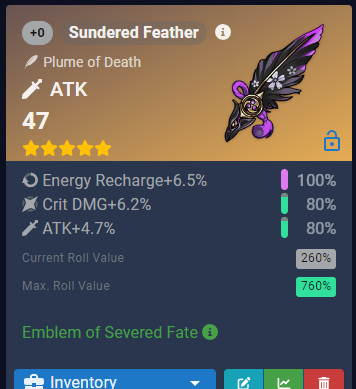 +0 Sundered Feather
Plume of Death
ATK
47
Energy Recharge+6.5% 100%
Crit DMG+6.2% 80%
ATK+4.7% 80%
Current Roll Value 260%
Max. Roll Value 760%
Emblem of Severed Fate
Inventory